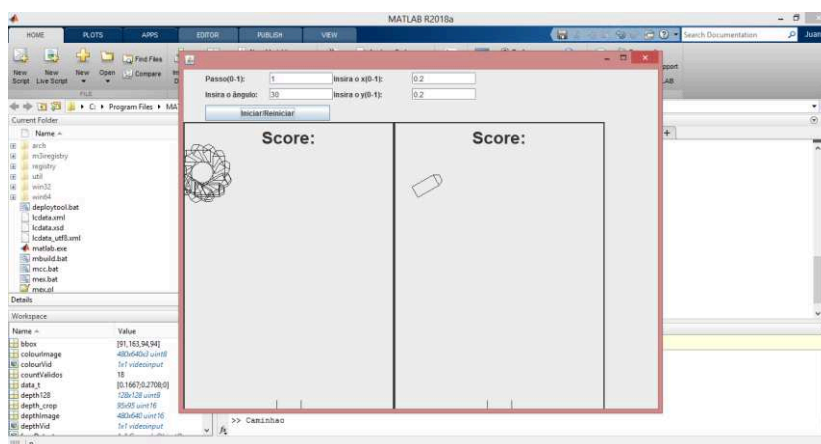 MATLAB R2018a
HOME PLOTS APPS EDITOR PUBLISH VIEW
Search Documentation
Juan
New Script
New Live Script
New
Open
Find Files
Compare
FILE
C: ▸ Program Files ▸ MA
Current Folder
Name
arch
m3iregistry
registry
util
win32
win64
deploytool.bat
lcdata.xml
lcdata.xsd
lcdata_utf8.xml
matlab.exe
mbuild.bat
mcc.bat
mex.bat
mex.pl
Details
Workspace
Name Value
bbox [91,163,94,94]
colourImage 480x640x3 uint8
colourVid 1x1 videoinput
countValidos 18
data_t [0.1667;0.2708;0]
depth128 128x128 uint8
depth_crop 95x95 uint16
depthImage 480x640 uint16
depthVid 1x1 videoinput
Passo(0-1): 1 Insira o x(0-1): 0.2
Insira o ângulo: 30 Insira o y(0-1): 0.2
Iniciar/Reiniciar
Score: Score:
>> Caminhao